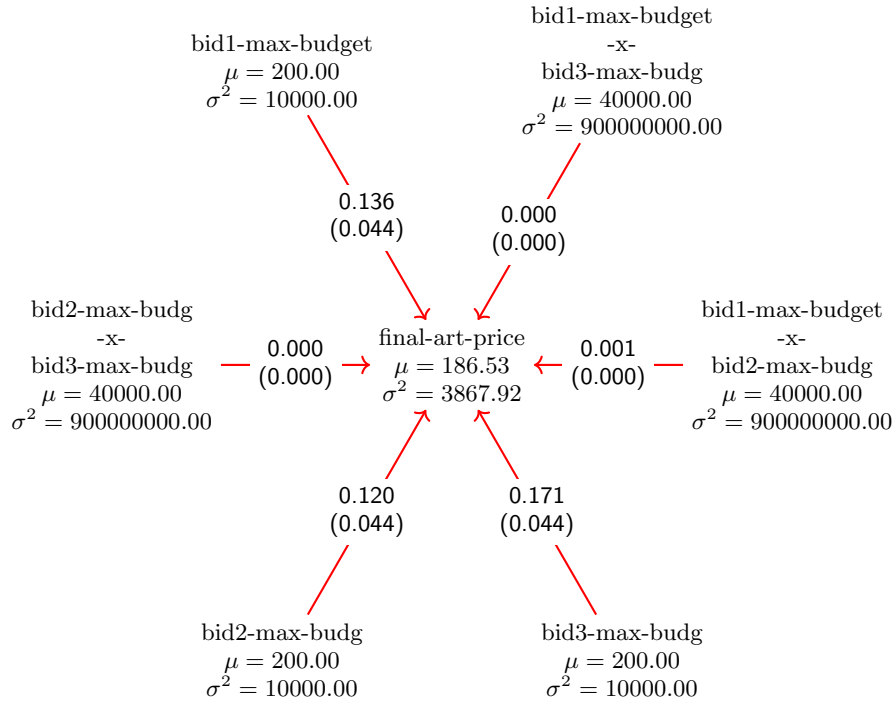 bid1-max-budget
μ = 200.00
σ² = 10000.00
bid1-max-budget
-x-
bid3-max-budg
μ = 40000.00
σ² = 900000000.00
0.136
(0.044)
0.000
(0.000)
bid2-max-budg
-x-
bid3-max-budg
μ = 40000.00
σ² = 900000000.00
0.000
(0.000)
final-art-price
μ = 186.53
σ² = 3867.92
0.001
(0.000)
bid1-max-budget
-x-
bid2-max-budg
μ = 40000.00
σ² = 900000000.00
0.120
(0.044)
0.171
(0.044)
bid2-max-budg
μ = 200.00
σ² = 10000.00
bid3-max-budg
μ = 200.00
σ² = 10000.00